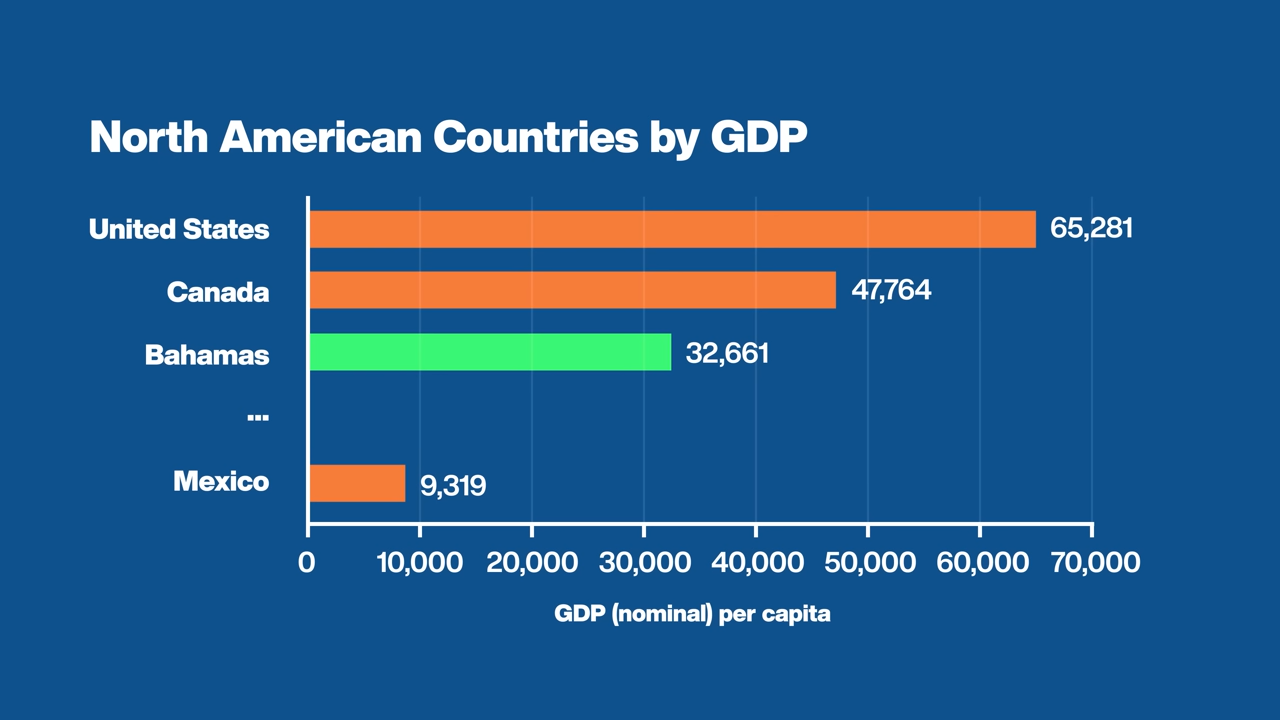 North American Countries by GDP
United States 65,281
Canada 47,764
Bahamas 32,661
...
Mexico 9,319
0 10,000 20,000 30,000 40,000 50,000 60,000 70,000
GDP (nominal) per capita